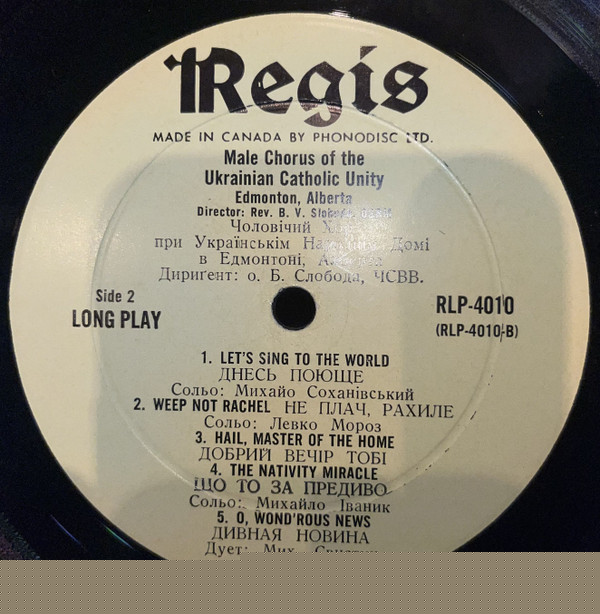 Regis
MADE IN CANADA BY PHONODISC LTD.
Male Chorus of the
Ukrainian Catholic Unity
Edmonton, Alberta
Director: Rev. B. V. Sloboda,
Чоловічий
при Українськім Домі
в Едмонтоні,
Дириґент: о. Б. Слобода, ЧСВВ.
Side 2
LONG PLAY
RLP-4010
(RLP-4010-B)
1. LET'S SING TO THE WORLD
ДНЕСЬ ПОЮЩЕ
Сольо: Михайо Соханівський
2. WEEP NOT RACHEL НЕ ПЛАЧ, РАХИЛЕ
Сольо: Левко Мороз
3. HAIL, MASTER OF THE HOME
ДОБРИЙ ВЕЧІР ТОБІ
4. THE NATIVITY MIRACLE
ЩО ТО ЗА ПРЕДИВО
Сольо: Михайло Іваник
5. O, WOND'ROUS NEWS
ДИВНАЯ НОВИНА
Дует: Мих.